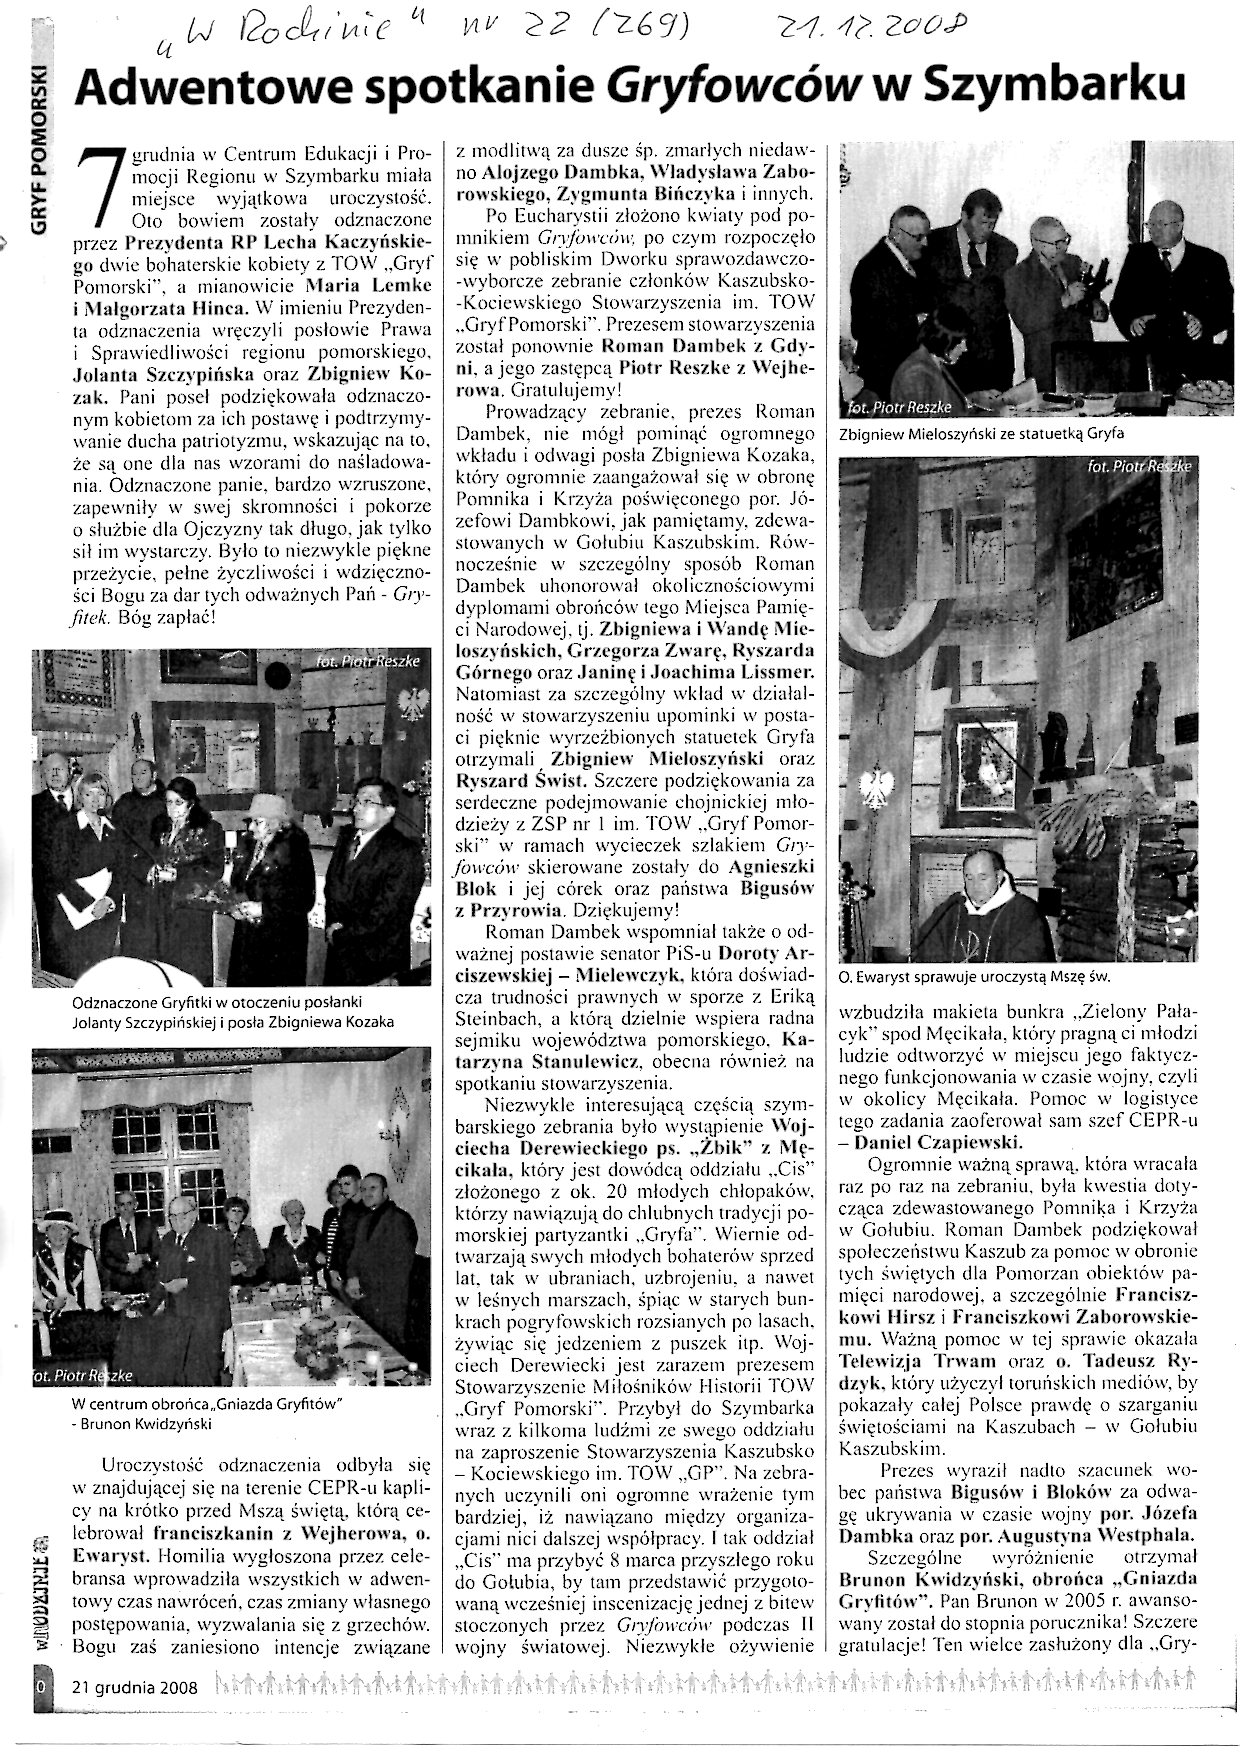 „W Rodzinie" nr 22 (269) 21.12.2008
GRYF POMORSKI
Adwentowe spotkanie Gryfowców w Szymbarku
7 grudnia w Centrum Edukacji i Pro-
mocji Regionu w Szymbarku miała
miejsce wyjątkowa uroczystość.
Oto bowiem zostały odznaczone
przez Prezydenta RP Lecha Kaczyńskie-
go dwie bohaterskie kobiety z TOW „Gryf
Pomorski", a mianowicie Maria Lemke
i Małgorzata Hinca. W imieniu Prezyden-
ta odznaczenia wręczyli posłowie Prawa
i Sprawiedliwości regionu pomorskiego,
Jolanta Szczypińska oraz Zbigniew Ko-
zak. Pani poseł podziękowała odznaczo-
nym kobietom za ich postawę i podtrzymy-
wanie ducha patriotyzmu, wskazując na to,
że są one dla nas wzorami do naśladowa-
nia. Odznaczone panie, bardzo wzruszone,
zapewniły w swej skromności i pokorze
o służbie dla Ojczyzny tak długo, jak tylko
sił im wystarczy. Było to niezwykle piękne
przeżycie, pełne życzliwości i wdzięczno-
ści Bogu za dar tych odważnych Pań - Gry-
fitek. Bóg zapłać!
fot. Piotr Reszke
Odznaczone Gryfitki w otoczeniu posłanki
Jolanty Szczypińskiej i posła Zbigniewa Kozaka
fot. Piotr Reszke
W centrum obrońca „Gniazda Gryfitów"
- Brunon Kwidzyński
Uroczystość odznaczenia odbyła się
w znajdującej się na terenie CEPR-u kapli-
cy na krótko przed Mszą świętą, którą ce-
lebrował franciszkanin z Wejherowa, o.
Ewaryst. Homilia wygłoszona przez cele-
bransa wprowadziła wszystkich w adwen-
towy czas nawróceń, czas zmiany własnego
postępowania, wyzwalania się z grzechów.
Bogu zaś zaniesiono intencje związane
z modlitwą za dusze śp. zmarłych niedaw-
no Alojzego Dambka, Władysława Zabo-
rowskiego, Zygmunta Bińczyka i innych.
Po Eucharystii złożono kwiaty pod po-
mnikiem Gryfowców, po czym rozpoczęło
się w pobliskim Dworku sprawozdawczo-
-wyborcze zebranie członków Kaszubsko-
-Kociewskiego Stowarzyszenia im. TOW
„Gryf Pomorski". Prezesem stowarzyszenia
został ponownie Roman Dambek z Gdy-
ni, a jego zastępcą Piotr Reszke z Wejhe-
rowa. Gratulujemy!
Prowadzący zebranie, prezes Roman
Dambek, nie mógł pominąć ogromnego
wkładu i odwagi posła Zbigniewa Kozaka,
który ogromnie zaangażował się w obronę
Pomnika i Krzyża poświęconego por. Jó-
zefowi Dambkowi, jak pamiętamy, zdewa-
stowanych w Gołubiu Kaszubskim. Rów-
nocześnie w szczególny sposób Roman
Dambek uhonorował okolicznościowymi
dyplomami obrońców tego Miejsca Pamię-
ci Narodowej, tj. Zbigniewa i Wandę Mie-
loszyńskich, Grzegorza Zwarę, Ryszarda
Górnego oraz Janinę i Joachima Lissmer.
Natomiast za szczególny wkład w działal-
ność w stowarzyszeniu upominki w posta-
ci pięknie wyrzeźbionych statuetek Gryfa
otrzymali Zbigniew Mieloszyński oraz
Ryszard Świst. Szczere podziękowania za
serdeczne podejmowanie chojnickiej mło-
dzieży z ZSP nr 1 im. TOW „Gryf Pomor-
ski" w ramach wycieczek szlakiem Gry-
fowców skierowane zostały do Agnieszki
Blok i jej córek oraz państwa Bigusów
z Przyrowia. Dziękujemy!
Roman Dambek wspomniał także o od-
ważnej postawie senator PiS-u Doroty Ar-
ciszewskiej – Mielewczyk, która doświad-
cza trudności prawnych w sporze z Eriką
Steinbach, a którą dzielnie wspiera radna
sejmiku województwa pomorskiego, Ka-
tarzyna Stanulewicz, obecna również na
spotkaniu stowarzyszenia.
Niezwykle interesującą częścią szym-
barskiego zebrania było wystąpienie Woj-
ciecha Derewieckiego ps. „Żbik" z Mę-
cikała, który jest dowódcą oddziału „Cis"
złożonego z ok. 20 młodych chłopaków,
którzy nawiązują do chlubnych tradycji po-
morskiej partyzantki „Gryfa". Wiernie od-
twarzają swych młodych bohaterów sprzed
lat, tak w ubraniach, uzbrojeniu, a nawet
w leśnych marszach, śpiąc w starych bun-
krach pogryfowskich rozsianych po lasach,
żywiąc się jedzeniem z puszek itp. Woj-
ciech Derewiecki jest zarazem prezesem
Stowarzyszenie Miłośników Historii TOW
„Gryf Pomorski". Przybył do Szymbarka
wraz z kilkoma ludźmi ze swego oddziału
na zaproszenie Stowarzyszenia Kaszubsko
– Kociewskiego im. TOW „GP". Na zebra-
nych uczynili oni ogromne wrażenie tym
bardziej, iż nawiązano między organiza-
cjami nici dalszej współpracy. I tak oddział
„Cis" ma przybyć 8 marca przyszłego roku
do Gołubia, by tam przedstawić przygoto-
waną wcześniej inscenizację jednej z bitew
stoczonych przez Gryfowców podczas II
wojny światowej. Niezwykle ożywienie
fot. Piotr Reszke
Zbigniew Mieloszyński ze statuetką Gryfa
fot. Piotr Reszke
O. Ewaryst sprawuje uroczystą Mszę św.
wzbudziła makieta bunkra „Zielony Pała-
cyk" spod Męcikała, który pragną ci młodzi
ludzie odtworzyć w miejscu jego faktycz-
nego funkcjonowania w czasie wojny, czyli
w okolicy Męcikała. Pomoc w logistyce
tego zadania zaoferował sam szef CEPR-u
– Daniel Czapiewski.
Ogromnie ważną sprawą, która wracała
raz po raz na zebraniu, była kwestia doty-
cząca zdewastowanego Pomnika i Krzyża
w Gołubiu. Roman Dambek podziękował
społeczeństwu Kaszub za pomoc w obronie
tych świętych dla Pomorzan obiektów pa-
mięci narodowej, a szczególnie Francisz-
kowi Hirsz i Franciszkowi Zaborowskie-
mu. Ważną pomoc w tej sprawie okazała
Telewizja Trwam oraz o. Tadeusz Ry-
dzyk, który użyczył toruńskich mediów, by
pokazały całej Polsce prawdę o szarganiu
świętościami na Kaszubach – w Gołubiu
Kaszubskim.
Prezes wyraził nadto szacunek wo-
bec państwa Bigusów i Bloków za odwa-
gę ukrywania w czasie wojny por. Józefa
Dambka oraz por. Augustyna Westphala.
Szczególne wyróżnienie otrzymał
Brunon Kwidzyński, obrońca „Gniazda
Gryfitów". Pan Brunon w 2005 r. awanso-
wany został do stopnia porucznika! Szczere
gratulacje! Ten wielce zasłużony dla „Gry-
0
21 grudnia 2008